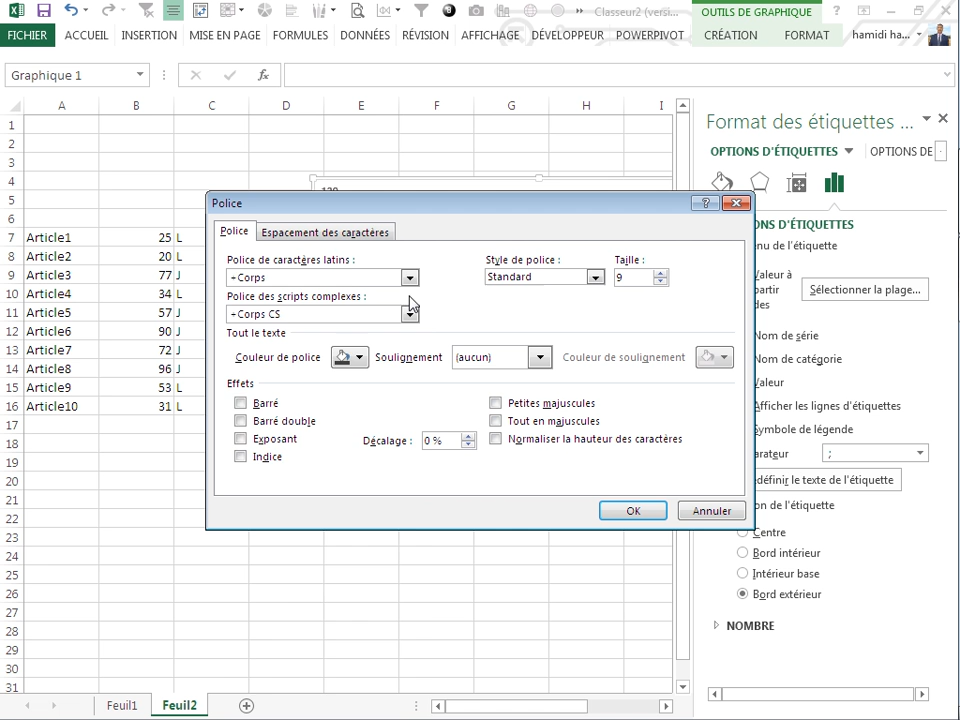 Classeur2 (versi...
OUTILS DE GRAPHIQUE
FICHIER ACCUEIL INSERTION MISE EN PAGE FORMULES DONNÉES RÉVISION AFFICHAGE DÉVELOPPEUR POWERPIVOT CRÉATION FORMAT hamidi ha...
Graphique 1
fx
A B C D E F G H I
1
2
3
4
5
6
7 Article1 25 L
8 Article2 20 L
9 Article3 77 J
10 Article4 34 L
11 Article5 57 J
12 Article6 90 J
13 Article7 72 J
14 Article8 96 J
15 Article9 53 L
16 Article10 31 L
17
18
19
20
21
22
23
24
25
26
27
28
29
30
31
Police
Police Espacement des caractères
Police de caractères latins : Style de police : Taille :
+Corps Standard 9
Police des scripts complexes :
+Corps CS
Tout le texte
Couleur de police Soulignement (aucun) Couleur de soulignement
Effets
Barré Petites majuscules
Barré double Tout en majuscules
Exposant Décalage : 0 % Normaliser la hauteur des caractères
Indice
OK Annuler
Format des étiquettes ...
OPTIONS D'ÉTIQUETTES OPTIONS DE
NS D'ÉTIQUETTES
nu de l'étiquette
Valeur à
partir
des
Sélectionner la plage...
Nom de série
Nom de catégorie
Valeur
Afficher les lignes d'étiquettes
Symbole de légende
arateur ;
édéfinir le texte de l'étiquette
on de l'étiquette
Centre
Bord intérieur
Intérieur base
Bord extérieur
NOMBRE
Feuil1 Feuil2